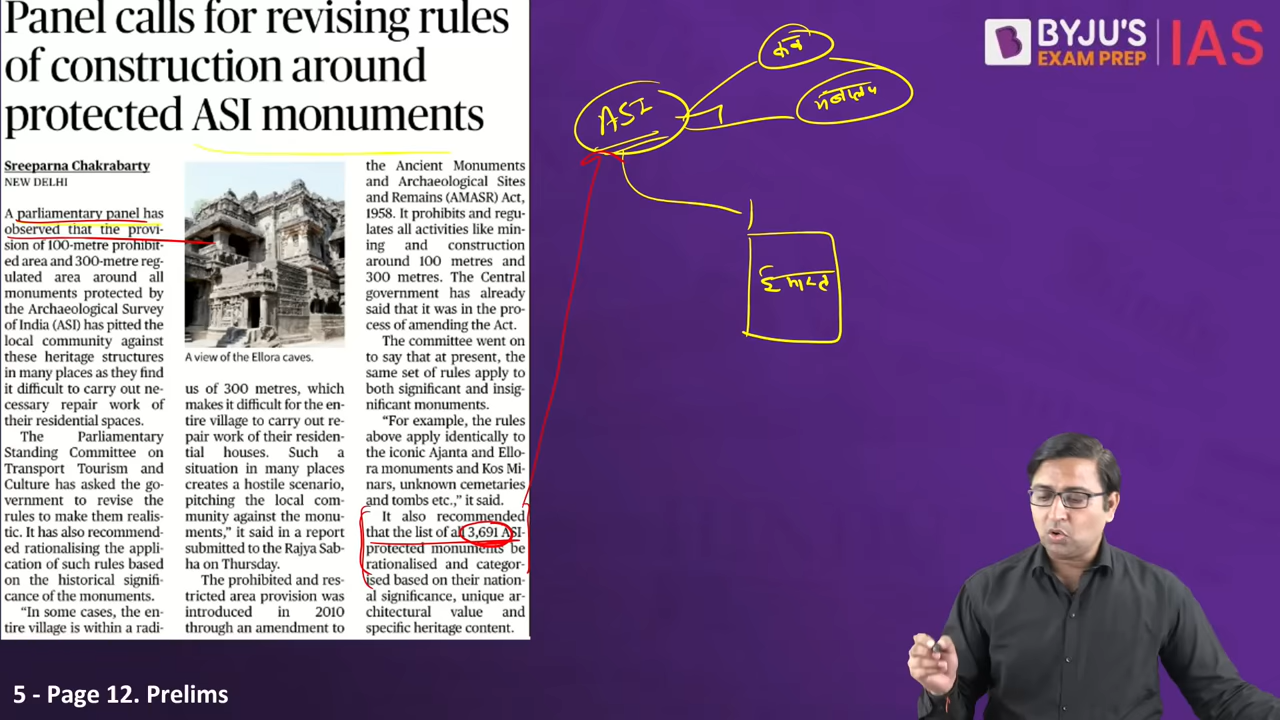 Panel calls for revising rules
of construction around
protected ASI monuments
Sreeparna Chakrabarty
NEW DELHI
A parliamentary panel has
observed that the provi-
sion of 100-metre prohibit-
ed area and 300-metre reg-
ulated area around all
monuments protected by
the Archaeological Survey
of India (ASI) has pitted the
local community against
these heritage structures
in many places as they find
it difficult to carry out ne-
cessary repair work of
their residential spaces.
The Parliamentary
Standing Committee on
Transport Tourism and
Culture has asked the go-
vernment to revise the
rules to make them realis-
tic. It has also recommend-
ed rationalising the appli-
cation of such rules based
on the historical signifi-
cance of the monuments.
"In some cases, the en-
tire village is within a radi-
A view of the Ellora caves.
us of 300 metres, which
makes it difficult for the en-
tire village to carry out re-
pair work of their residen-
tial houses. Such a
situation in many places
creates a hostile scenario,
pitching the local com-
munity against the monu-
ments," it said in a report
submitted to the Rajya Sab-
ha on Thursday.
The prohibited and res-
tricted area provision was
introduced in 2010
through an amendment to
the Ancient Monuments
and Archaeological Sites
and Remains (AMASR) Act,
1958. It prohibits and regu-
lates all activities like min-
ing and construction
around 100 metres and
300 metres. The Central
government has already
said that it was in the pro-
cess of amending the Act.
The committee went on
to say that at present, the
same set of rules apply to
both significant and insig-
nificant monuments.
"For example, the rules
above apply identically to
the iconic Ajanta and Ello-
ra monuments and Kos Mi-
nars, unknown cemetaries
and tombs etc.," it said.
It also recommended
that the list of all 3,691 ASI-
protected monuments be
rationalised and categor-
ised based on their nation-
al significance, unique ar-
chitectural value and
specific heritage content.
ASI
कब
इमारत
BYJU'S
EXAM PREP
IAS
5 - Page 12. Prelims